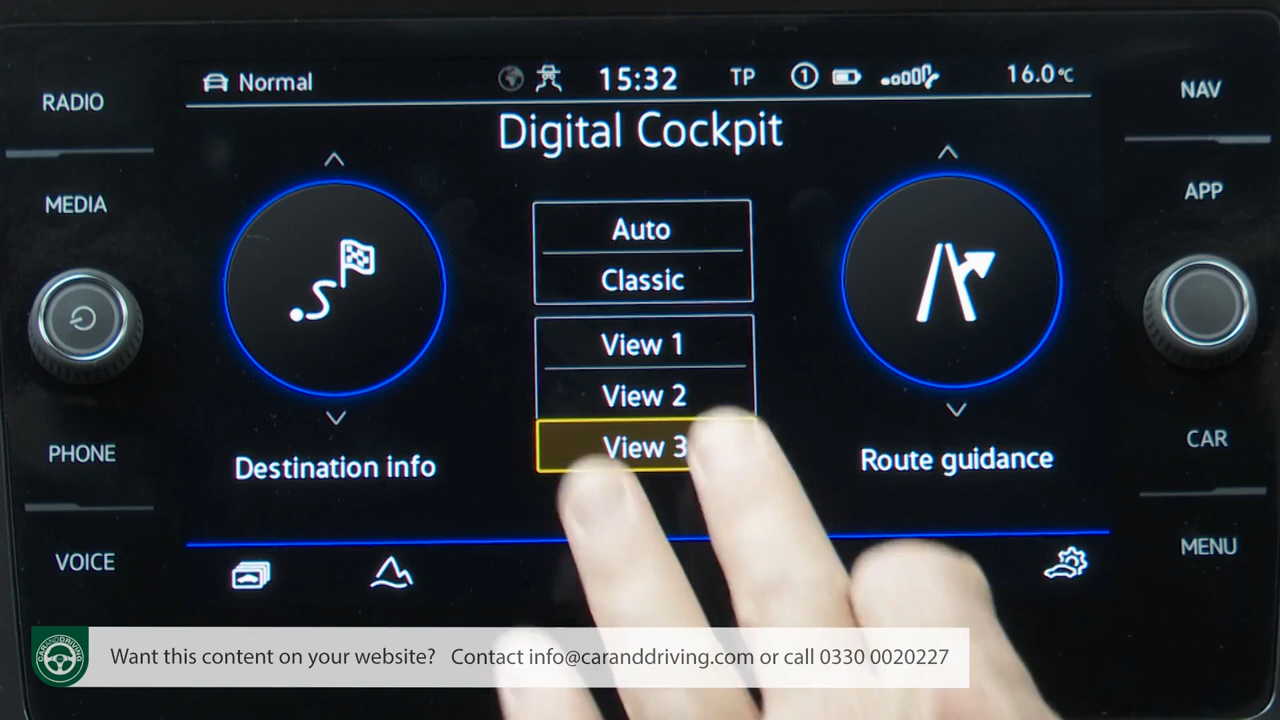 RADIO
MEDIA
PHONE
VOICE
Normal
15:32
TP
1
16.0°C
Digital Cockpit
Auto
Classic
View 1
View 2
View 3
Destination info
Route guidance
NAV
APP
CAR
MENU
CARANDDRIVING
Want this content on your website? Contact info@caranddriving.com or call 0330 0020227